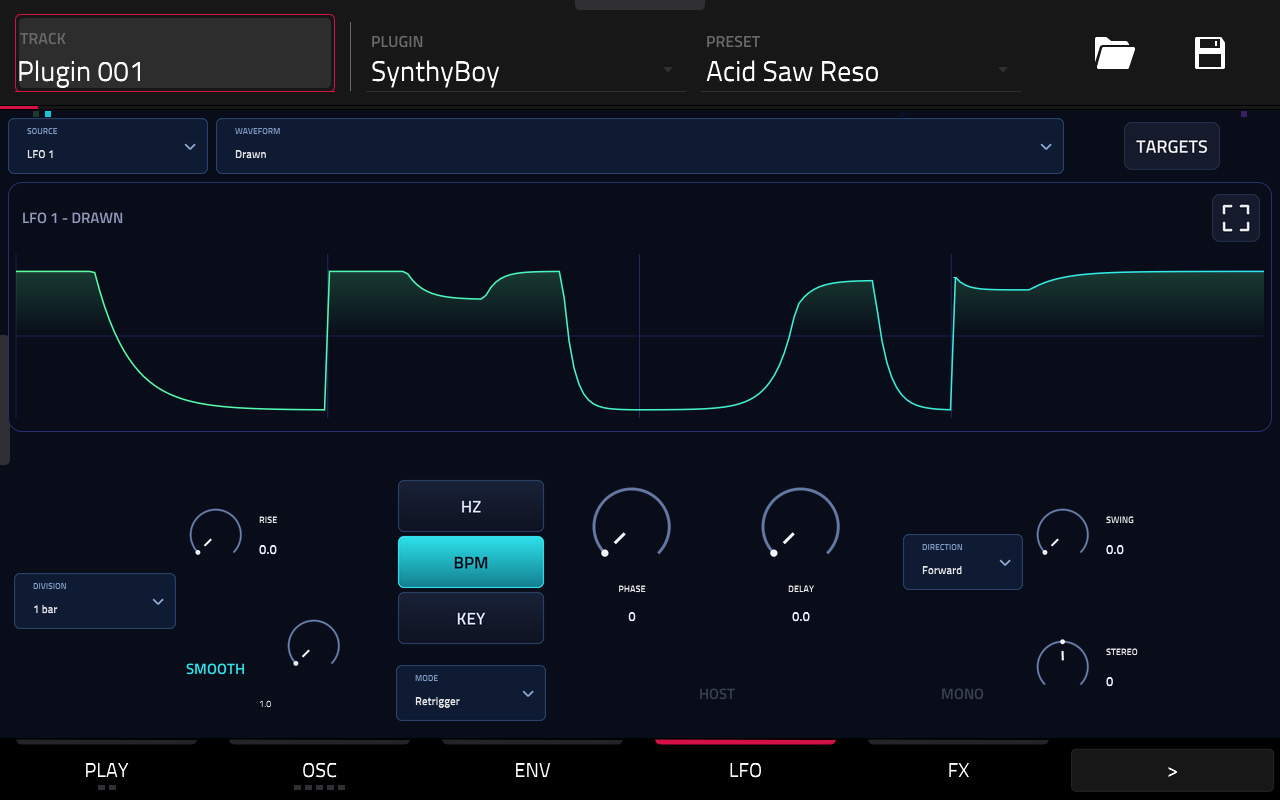 TRACK
Plugin 001
PLUGIN
SynthyBoy
PRESET
Acid Saw Reso
SOURCE
LFO 1
WAVEFORM
Drawn
TARGETS
LFO 1 - DRAWN
RISE
0.0
DIVISION
1 bar
SMOOTH
1.0
HZ
BPM
KEY
MODE
Retrigger
PHASE
0
DELAY
0.0
HOST
DIRECTION
Forward
MONO
SWING
0.0
STEREO
0
PLAY
OSC
ENV
LFO
FX
>